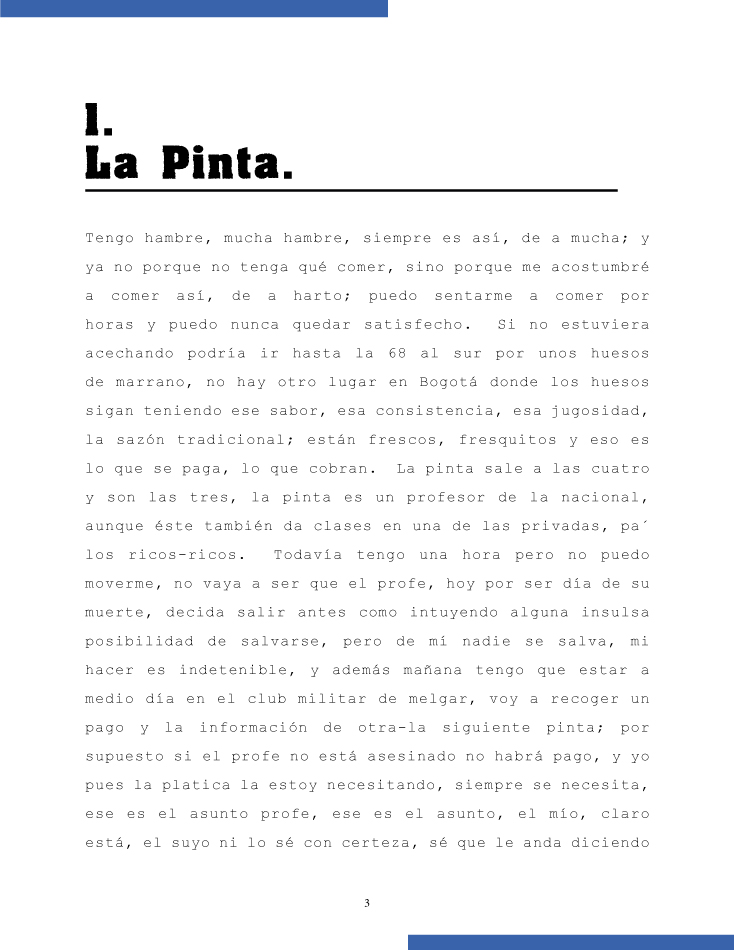 1.
La Pinta.
Tengo hambre, mucha hambre, siempre es así, de a mucha; y
ya no porque no tenga qué comer, sino porque me acostumbré
a comer así, de a harto; puedo sentarme a comer por
horas y puedo nunca quedar satisfecho. Si no estuviera
acechando podría ir hasta la 68 al sur por unos huesos
de marrano, no hay otro lugar en Bogotá donde los huesos
sigan teniendo ese sabor, esa consistencia, esa jugosidad,
la sazón tradicional; están frescos, fresquitos y eso es
lo que se paga, lo que cobran. La pinta sale a las cuatro
y son las tres, la pinta es un profesor de la nacional,
aunque éste también da clases en una de las privadas, pa´
los ricos-ricos. Todavía tengo una hora pero no puedo
moverme, no vaya a ser que el profe, hoy por ser día de su
muerte, decida salir antes como intuyendo alguna insulsa
posibilidad de salvarse, pero de mí nadie se salva, mi
hacer es indetenible, y además mañana tengo que estar a
medio día en el club militar de melgar, voy a recoger un
pago y la información de otra-la siguiente pinta; por
supuesto si el profe no está asesinado no habrá pago, y yo
pues la platica la estoy necesitando, siempre se necesita,
ese es el asunto profe, ese es el asunto, el mío, claro
está, el suyo ni lo sé con certeza, sé que le anda diciendo
3